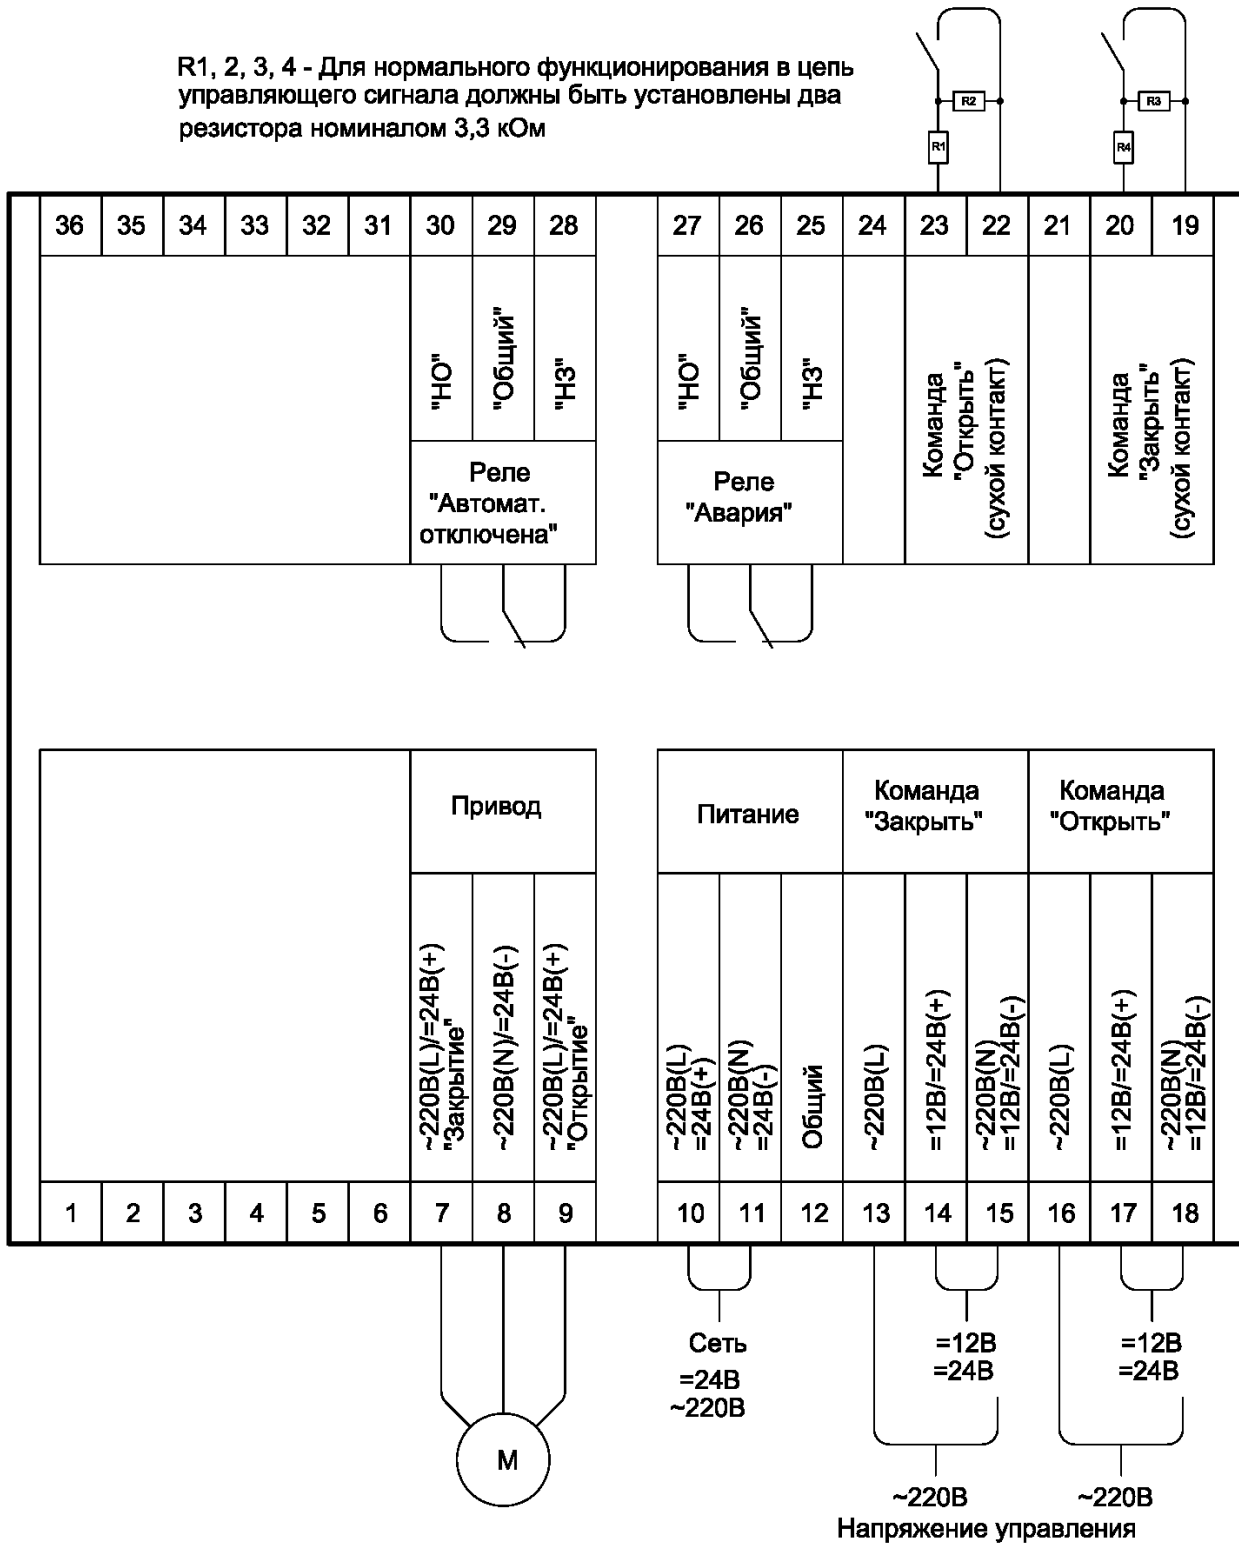 R1, 2, 3, 4 - Для нормального функционирования в цепь
управляющего сигнала должны быть установлены два
резистора номиналом 3,3 кОм
R2
R1
R3
R4
36 35 34 33 32 31 30 29 28 27 26 25 24 23 22 21 20 19
"НО"
"Общий"
"НЗ"
Реле
"Автомат.
отключена"
"НО"
"Общий"
"НЗ"
Реле
"Авария"
Команда
"Открыть"
(сухой контакт)
Команда
"Закрыть"
(сухой контакт)
Привод
~220В(L)/=24В(+)
"Закрытие"
~220В(N)/=24В(-)
~220В(L)/=24В(+)
"Открытие"
Питание
~220В(L)
=24В(+)
~220В(N)
=24В(-)
Общий
Команда
"Закрыть"
~220В(L)
=12В/=24В(+)
~220В(N)
=12В/=24В(-)
Команда
"Открыть"
~220В(L)
=12В/=24В(+)
~220В(N)
=12В/=24В(-)
1 2 3 4 5 6 7 8 9 10 11 12 13 14 15 16 17 18
М
Сеть
=24В
~220В
=12В
=24В
=12В
=24В
~220В
~220В
Напряжение управления